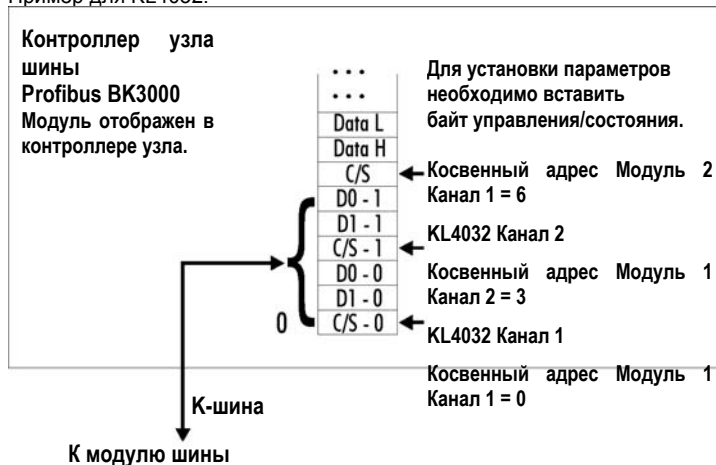 Пример для KL4032:
Контроллер узла
шины
Profibus BK3000
Модуль отображен в
контроллере узла.
• • •
• • •
Data L
Data H
C/S
D0 - 1
D1 - 1
C/S - 1
D0 - 0
D1 - 0
0 C/S - 0
Для установки параметров
необходимо вставить
байт управления/состояния.
Косвенный адрес Модуль 2
Канал 1 = 6
KL4032 Канал 2
Косвенный адрес Модуль 1
Канал 2 = 3
KL4032 Канал 1
Косвенный адрес Модуль 1
Канал 1 = 0
K-шина
К модулю шины